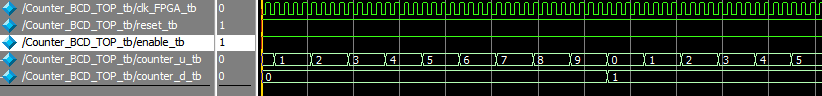 /Counter_BCD_TOP_tb/clk_FPGA_tb 0
/Counter_BCD_TOP_tb/reset_tb 1
/Counter_BCD_TOP_tb/enable_tb 1
/Counter_BCD_TOP_tb/counter_u_tb 0 1 2 3 4 5 6 7 8 9 0 1 2 3 4 5
/Counter_BCD_TOP_tb/counter_d_tb 0 0 1